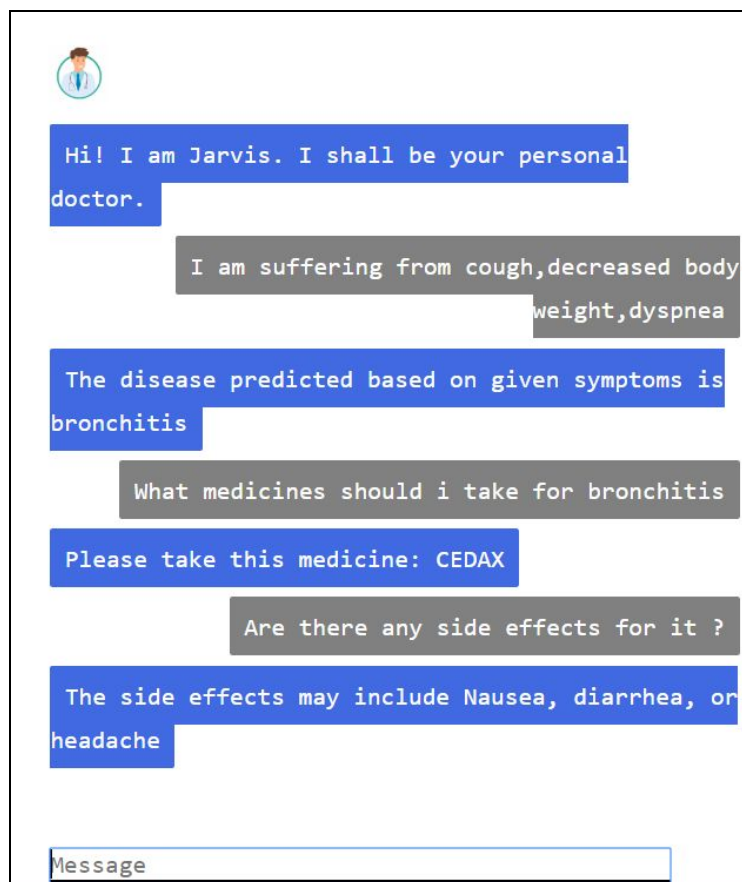 Hi! I am Jarvis. I shall be your personal
doctor.
I am suffering from cough,decreased body
weight,dyspnea
The disease predicted based on given symptoms is
bronchitis
What medicines should i take for bronchitis
Please take this medicine: CEDAX
Are there any side effects for it ?
The side effects may include Nausea, diarrhea, or
headache
Message